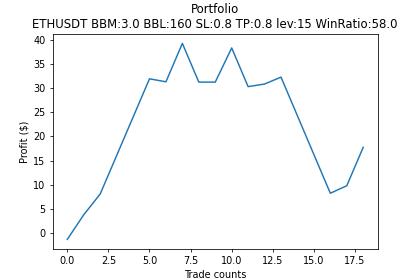 Portfolio
ETHUSDT BBM:3.0 BBL:160 SL:0.8 TP:0.8 lev:15 WinRatio:58.0
40
35
30
25
20
15
10
5
0
Profit ($)
0.0 2.5 5.0 7.5 10.0 12.5 15.0 17.5
Trade counts